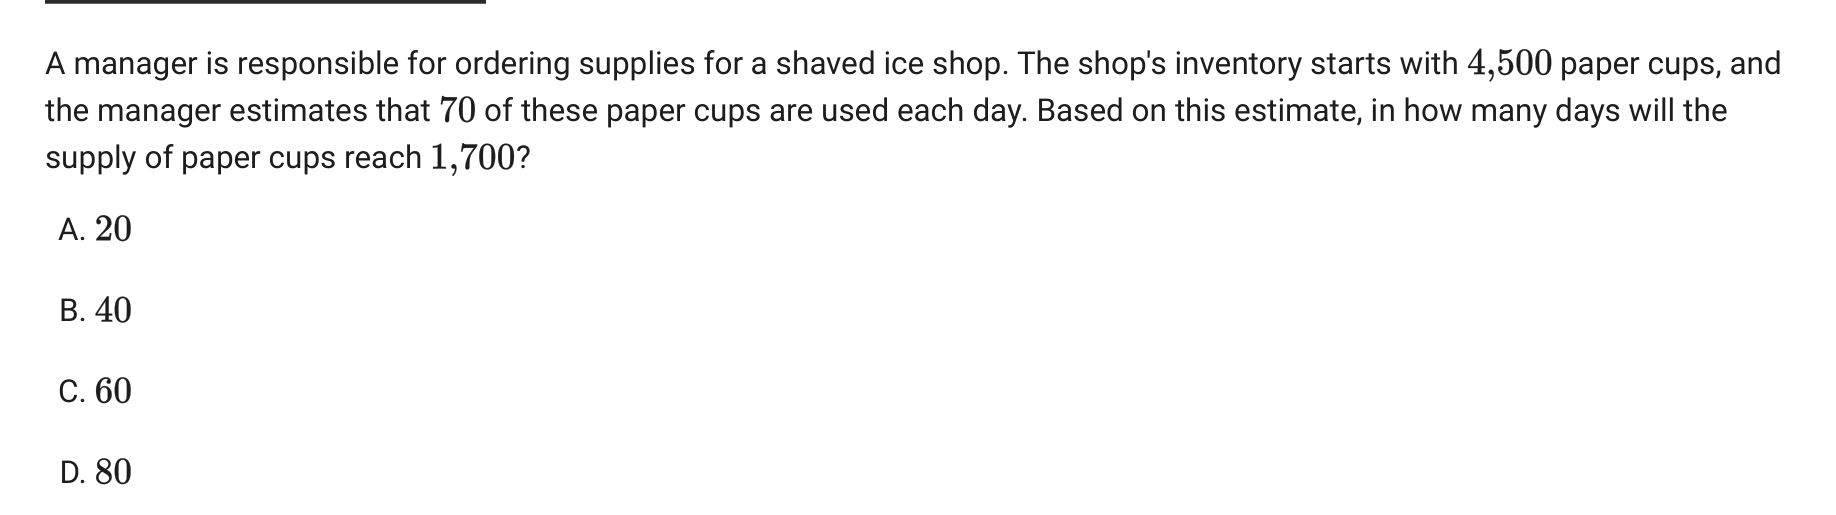 A manager is responsible for ordering supplies for a shaved ice shop. The shop's inventory starts with 4,500 paper cups, and
the manager estimates that 70 of these paper cups are used each day. Based on this estimate, in how many days will the
supply of paper cups reach 1,700?
A. 20
B. 40
C. 60
D. 80